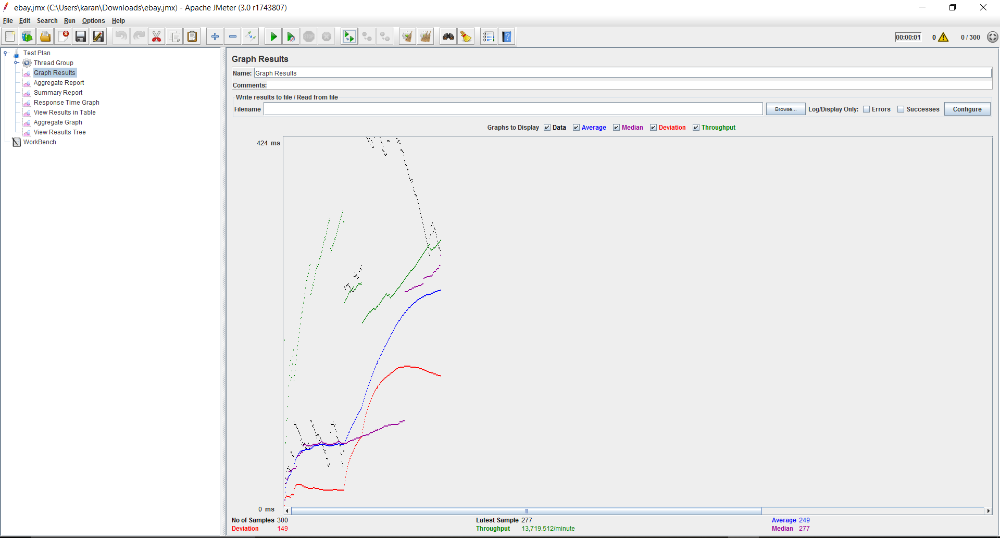 ebay.jmx (C:\Users\karan\Downloads\ebay.jmx) - Apache JMeter (3.0 r1743807)
File Edit Search Run Options Help
STOP
00:00:01 0 0 / 300
Test Plan
Thread Group
Graph Results
Aggregate Report
Summary Report
Response Time Graph
View Results in Table
Aggregate Graph
View Results Tree
WorkBench
Graph Results
Name: Graph Results
Comments:
Write results to file / Read from file
Filename Browse... Log/Display Only: Errors Successes Configure
Graphs to Display Data Average Median Deviation Throughput
424 ms
0 ms
No of Samples 300 Latest Sample 277 Average 249
Deviation 149 Throughput 13,719.512/minute Median 277